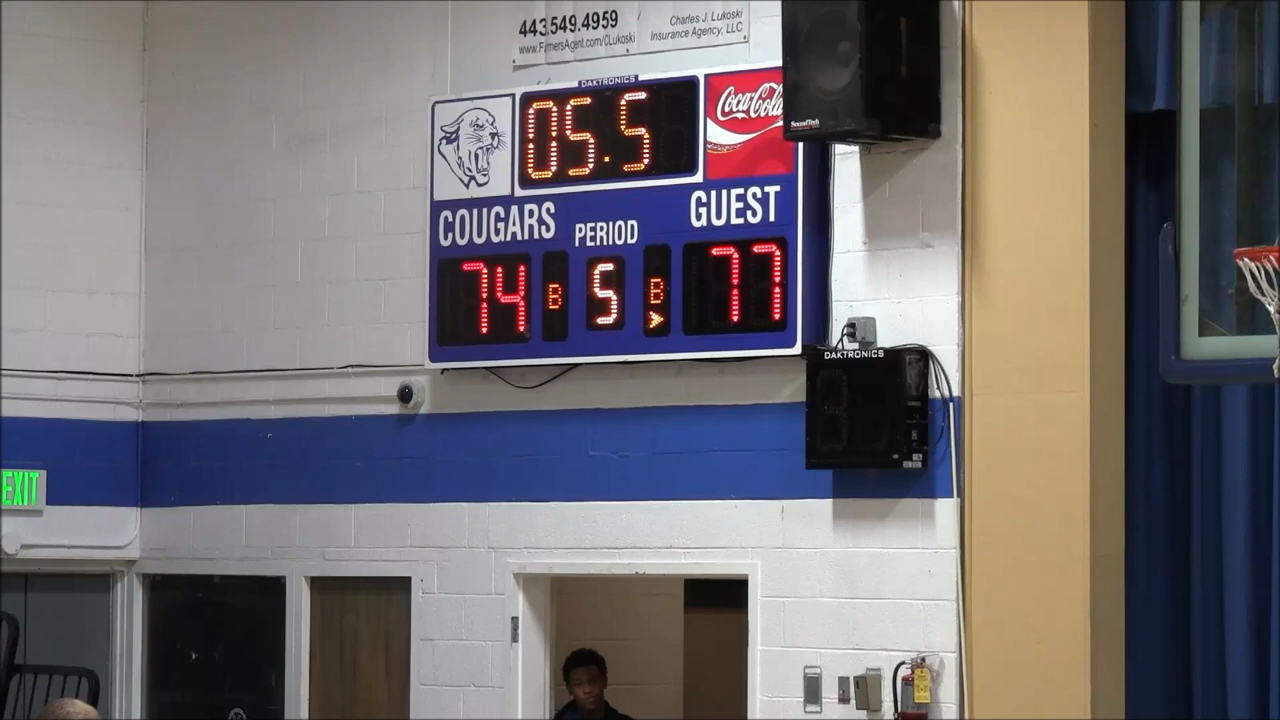 443.549.4959
www.FarmersAgent.com/CLukoski
Charles J. Lukoski
Insurance Agency, LLC
DAKTRONICS
05.5
Coca-Cola
SoundTech
COUGARS
PERIOD
GUEST
74
B
5
B
77
DAKTRONICS
EXIT